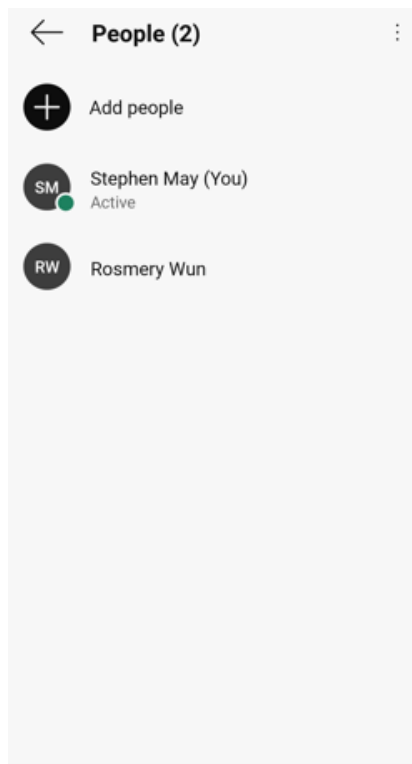 People (2)
Add people
SM
Stephen May (You)
Active
RW
Rosmery Wun